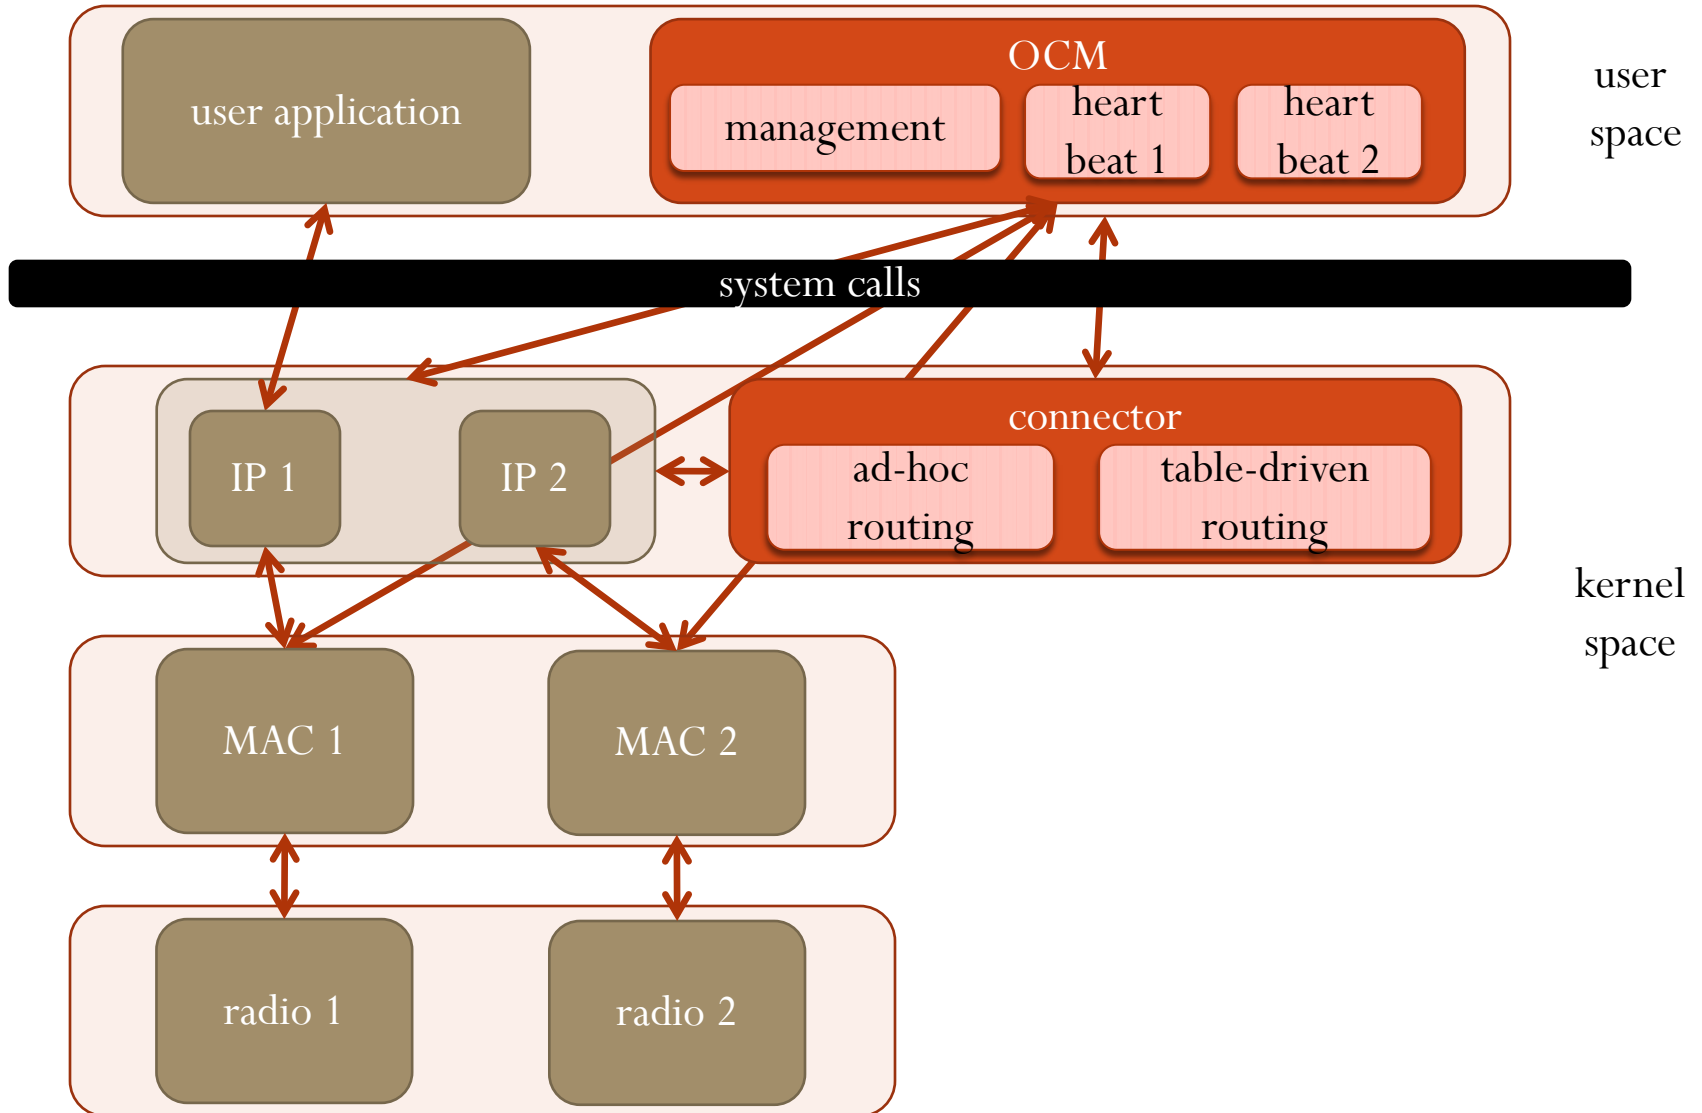 OCM
user application
management
heart
beat 1
heart
beat 2
user
space
system calls
connector
IP 1
IP 2
ad-hoc
routing
table-driven
routing
kernel
space
MAC 1
MAC 2
radio 1
radio 2